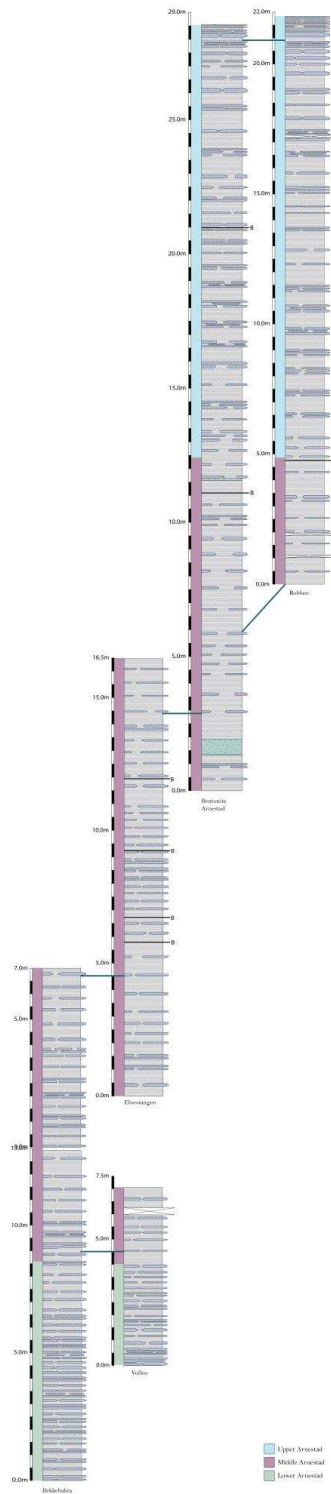 29.0m
22.0m
20.0m
25.0m
B
20.0m
15.0m
10.0m
15.0m
5.0m
B
10.0m
0.0m
Rabben
5.0m
16.5m
15.0m
B
0.0m
Bentonite
Arnestad
10.0m
B
B
B
5.0m
7.0m
5.0m
0.0m
Elnestangen
10.0m
7.5m
5.0m
5.0m
0.0m
Vollen
0.0m
Bekkebukta
Upper Arnestad
Middle Arnestad
Lower Arnestad